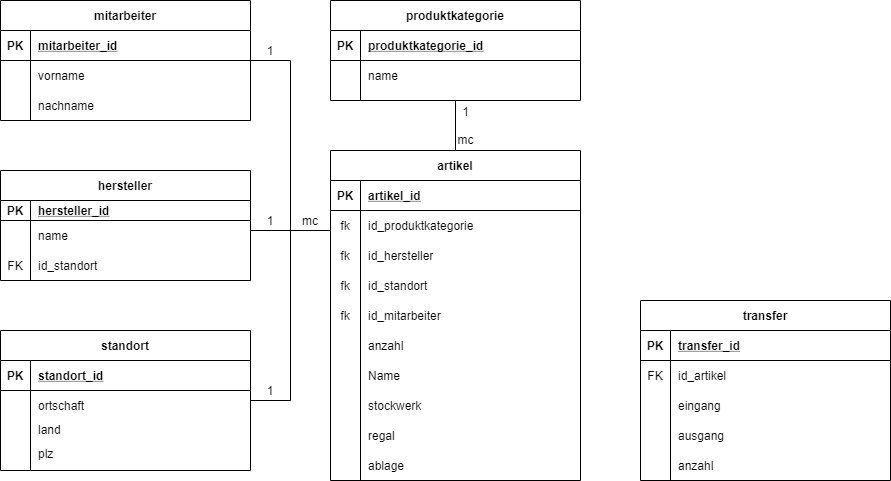 mitarbeiter
PK mitarbeiter_id
vorname
nachname
1
produktkategorie
PK produktkategorie_id
name
1
mc
hersteller
PK hersteller_id
name
FK id_standort
1
mc
standort
PK standort_id
ortschaft
land
plz
1
artikel
PK artikel_id
fk id_produktkategorie
fk id_hersteller
fk id_standort
fk id_mitarbeiter
anzahl
Name
stockwerk
regal
ablage
transfer
PK transfer_id
FK id_artikel
eingang
ausgang
anzahl